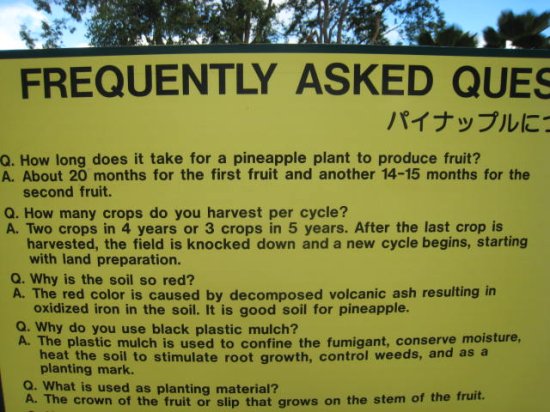 FREQUENTLY ASKED QUES
パイナップルにつ
Q. How long does it take for a pineapple plant to produce fruit?
A. About 20 months for the first fruit and another 14-15 months for the
second fruit.
Q. How many crops do you harvest per cycle?
A. Two crops in 4 years or 3 crops in 5 years. After the last crop is
harvested, the field is knocked down and a new cycle begins, starting
with land preparation.
Q. Why is the soil so red?
A. The red color is caused by decomposed volcanic ash resulting in
oxidized iron in the soil. It is good soil for pineapple.
Q. Why do you use black plastic mulch?
A. The plastic mulch is used to confine the fumigant, conserve moisture,
heat the soil to stimulate root growth, control weeds, and as a
planting mark.
Q. What is used as planting material?
A. The crown of the fruit or slip that grows on the stem of the fruit.